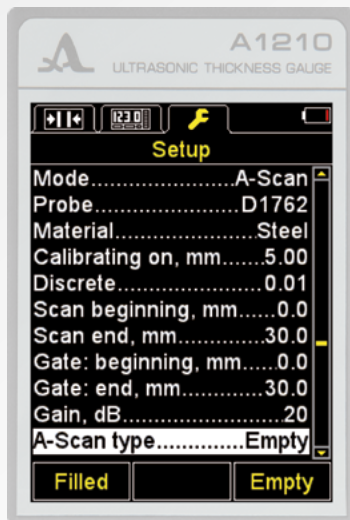 A1210
ULTRASONIC THICKNESS GAUGE
123.0
Setup
Mode......................A-Scan
Probe......................D1762
Material.....................Steel
Calibrating on, mm.......5.00
Discrete.....................0.01
Scan beginning, mm...0.0
Scan end, mm............30.0
Gate: beginning, mm...0.0
Gate: end, mm...........30.0
Gain, dB.......................20
A-Scan type..............Empty
Filled Empty